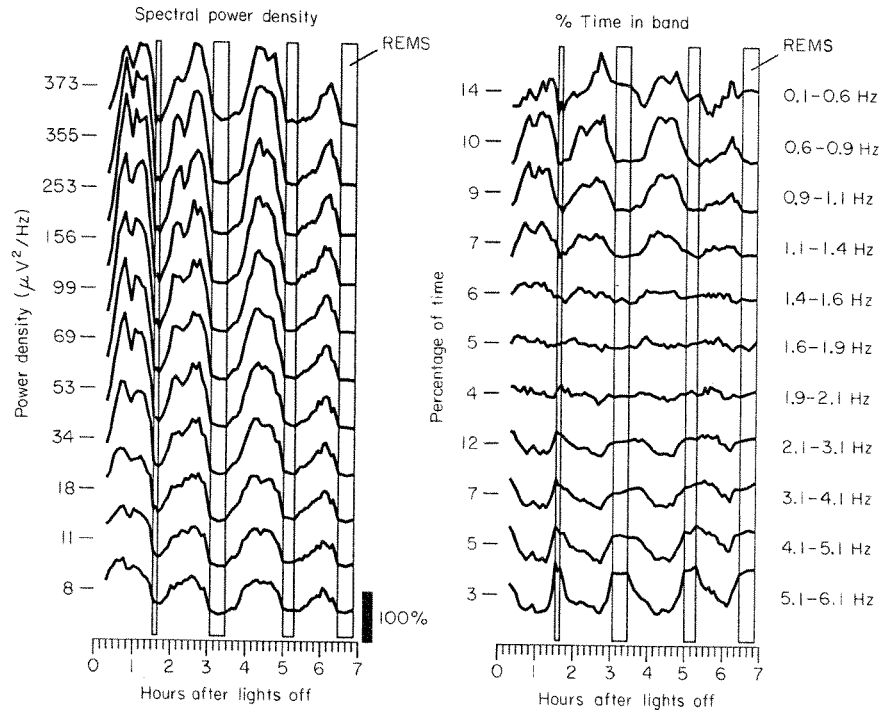 Spectral power density
REMS
Power density (μV²/Hz)
373
355
253
156
99
69
53
34
18
11
8
100%
0 1 2 3 4 5 6 7
Hours after lights off
% Time in band
REMS
Percentage of time
14 0.1–0.6 Hz
10 0.6–0.9 Hz
9 0.9–1.1 Hz
7 1.1–1.4 Hz
6 1.4–1.6 Hz
5 1.6–1.9 Hz
4 1.9–2.1 Hz
12 2.1–3.1 Hz
7 3.1–4.1 Hz
5 4.1–5.1 Hz
3 5.1–6.1 Hz
0 1 2 3 4 5 6 7
Hours after lights off